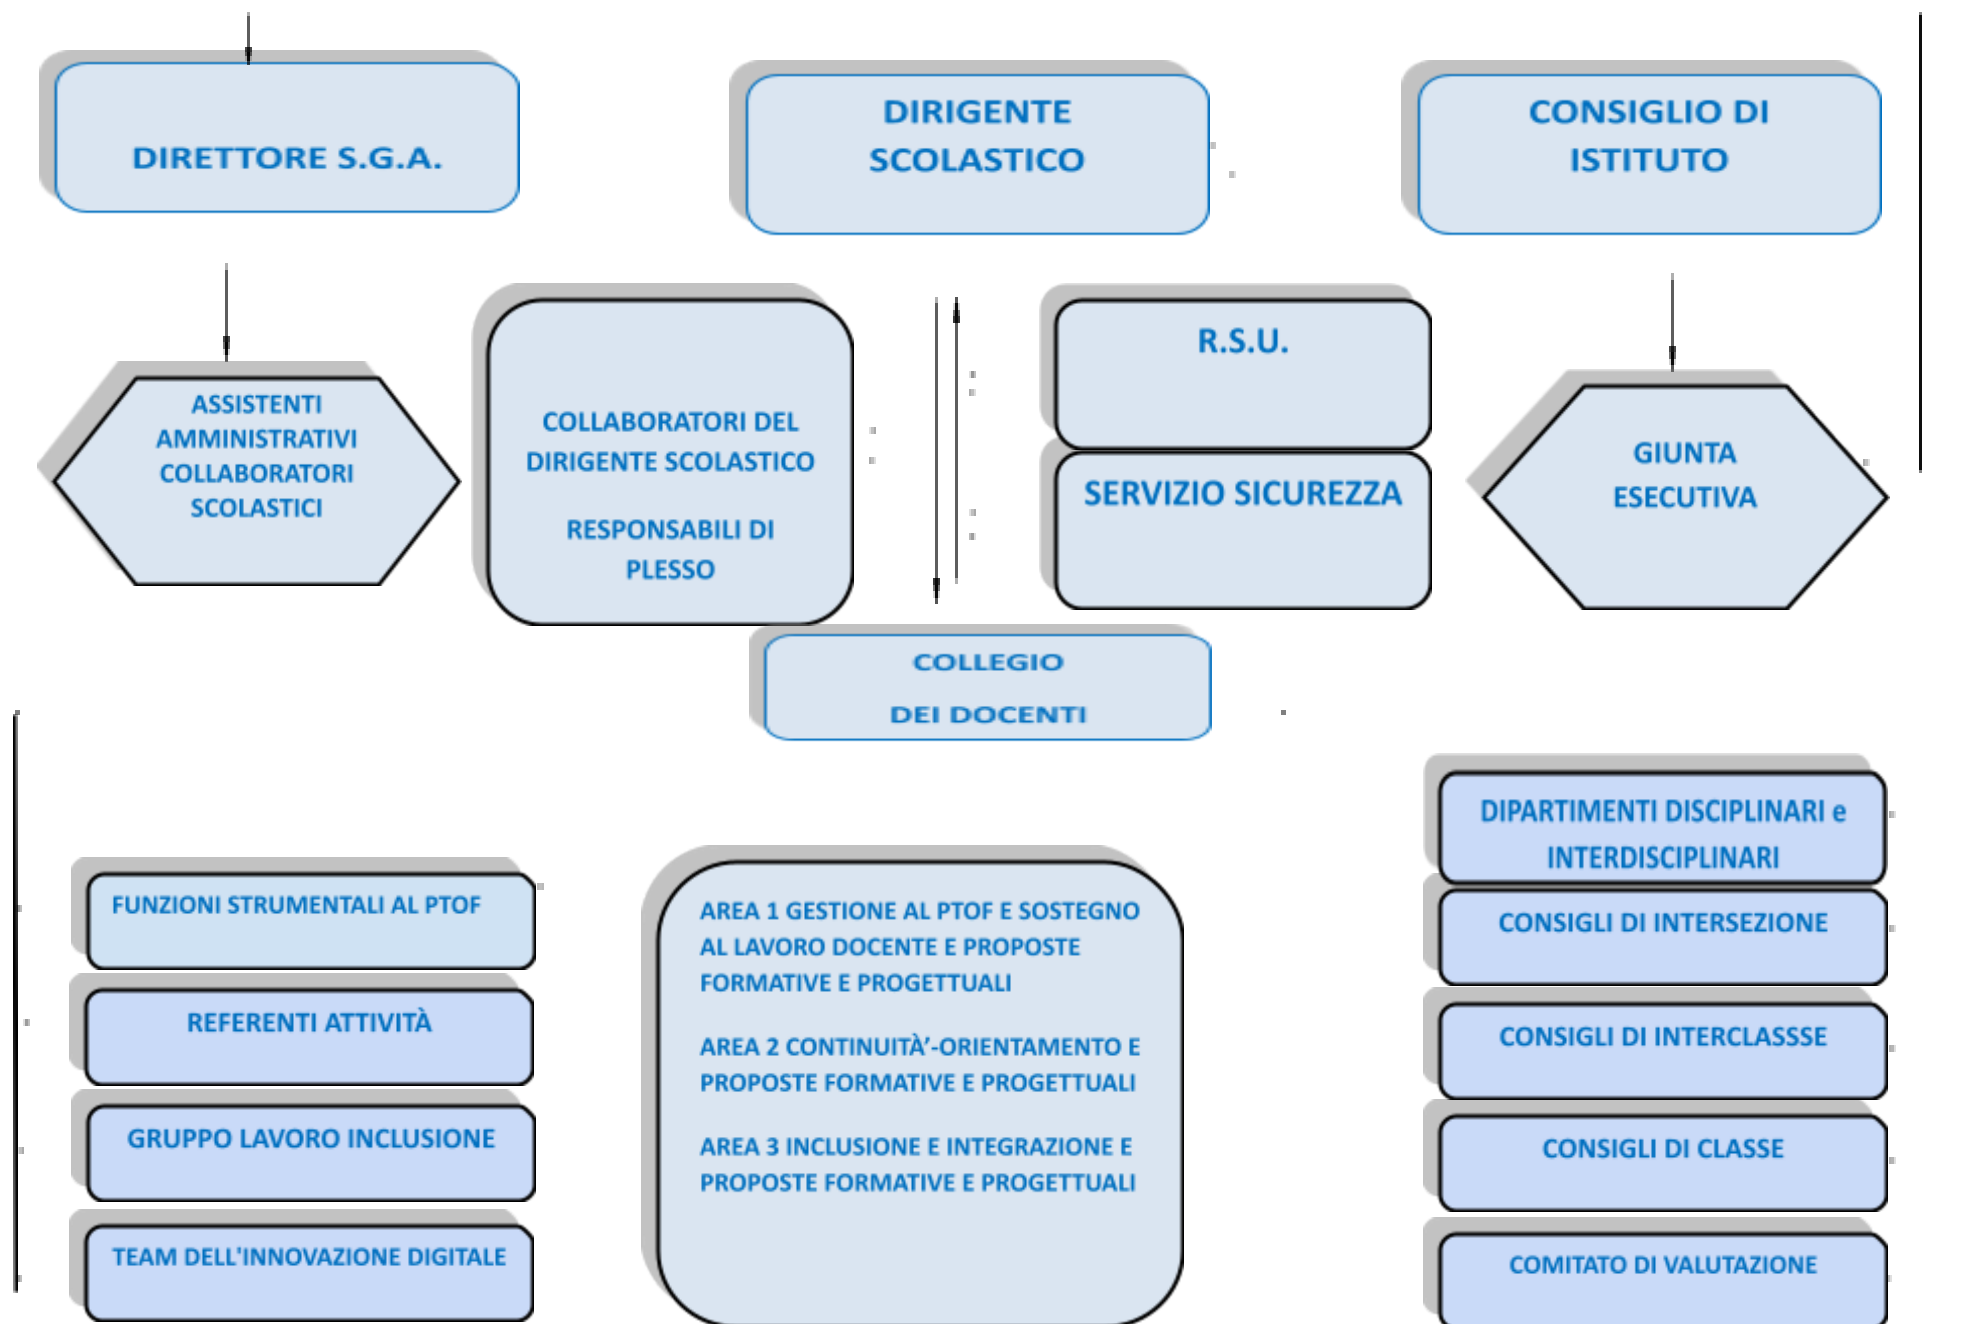 DIRETTORE S.G.A.
DIRIGENTE
SCOLASTICO
CONSIGLIO DI
ISTITUTO
ASSISTENTI
AMMINISTRATIVI
COLLABORATORI
SCOLASTICI
COLLABORATORI DEL
DIRIGENTE SCOLASTICO
RESPONSABILI DI
PLESSO
R.S.U.
SERVIZIO SICUREZZA
GIUNTA
ESECUTIVA
COLLEGIO
DEI DOCENTI
FUNZIONI STRUMENTALI AL PTOF
REFERENTI ATTIVITÀ
GRUPPO LAVORO INCLUSIONE
TEAM DELL'INNOVAZIONE DIGITALE
AREA 1 GESTIONE AL PTOF E SOSTEGNO
AL LAVORO DOCENTE E PROPOSTE
FORMATIVE E PROGETTUALI
AREA 2 CONTINUITÀ’-ORIENTAMENTO E
PROPOSTE FORMATIVE E PROGETTUALI
AREA 3 INCLUSIONE E INTEGRAZIONE E
PROPOSTE FORMATIVE E PROGETTUALI
DIPARTIMENTI DISCIPLINARI e
INTERDISCIPLINARI
CONSIGLI DI INTERSEZIONE
CONSIGLI DI INTERCLASSSE
CONSIGLI DI CLASSE
COMITATO DI VALUTAZIONE